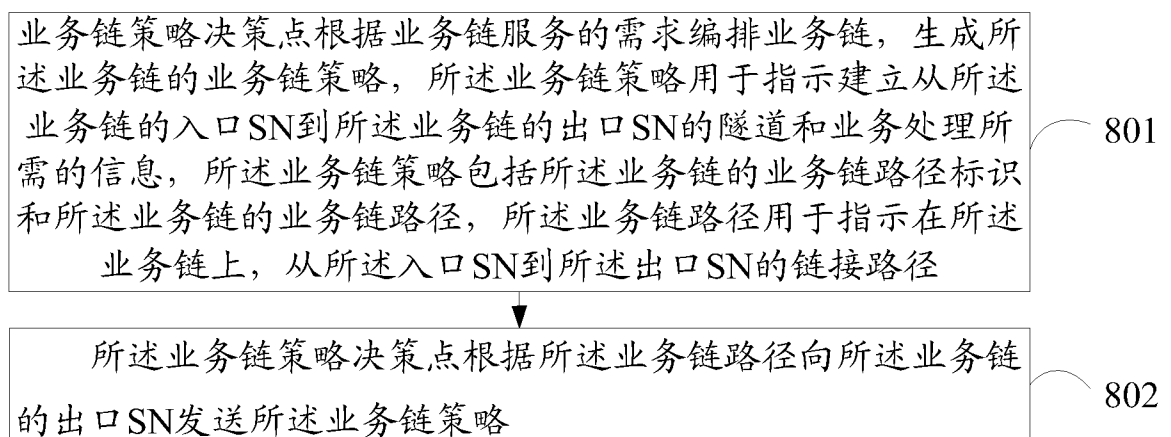 业务链策略决策点根据业务链服务的需求编排业务链，生成所
述业务链的业务链策略，所述业务链策略用于指示建立从所述
业务链的入口SN到所述业务链的出口SN的隧道和业务处理所
需的信息，所述业务链策略包括所述业务链的业务链路径标识
和所述业务链的业务链路径，所述业务链路径用于指示在所述
业务链上，从所述入口SN到所述出口SN的链接路径
801
所述业务链策略决策点根据所述业务链路径向所述业务链
的出口SN发送所述业务链策略
802